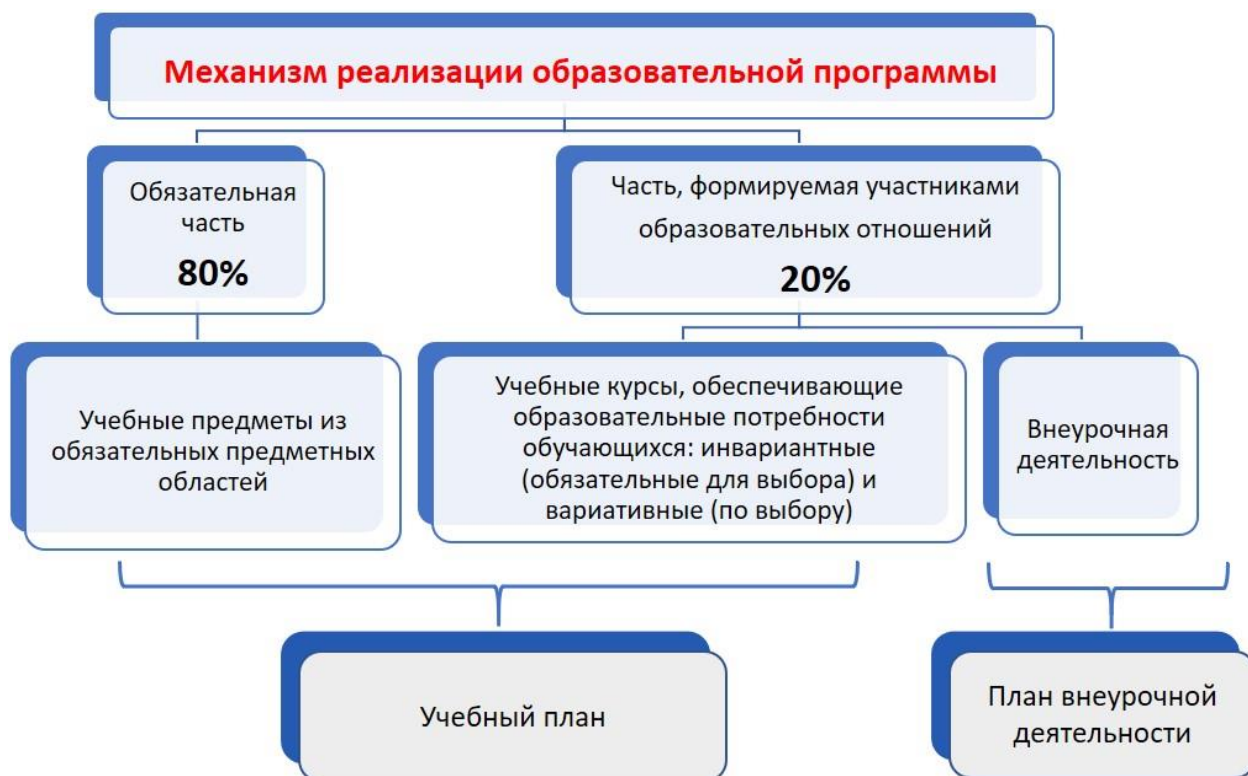 Механизм реализации образовательной программы
Обязательная
часть
80%
Часть, формируемая участниками
образовательных отношений
20%
Учебные предметы из
обязательных предметных
областей
Учебные курсы, обеспечивающие
образовательные потребности
обучающихся: инвариантные
(обязательные для выбора) и
вариативные (по выбору)
Внеурочная
деятельность
Учебный план
План внеурочной
деятельности